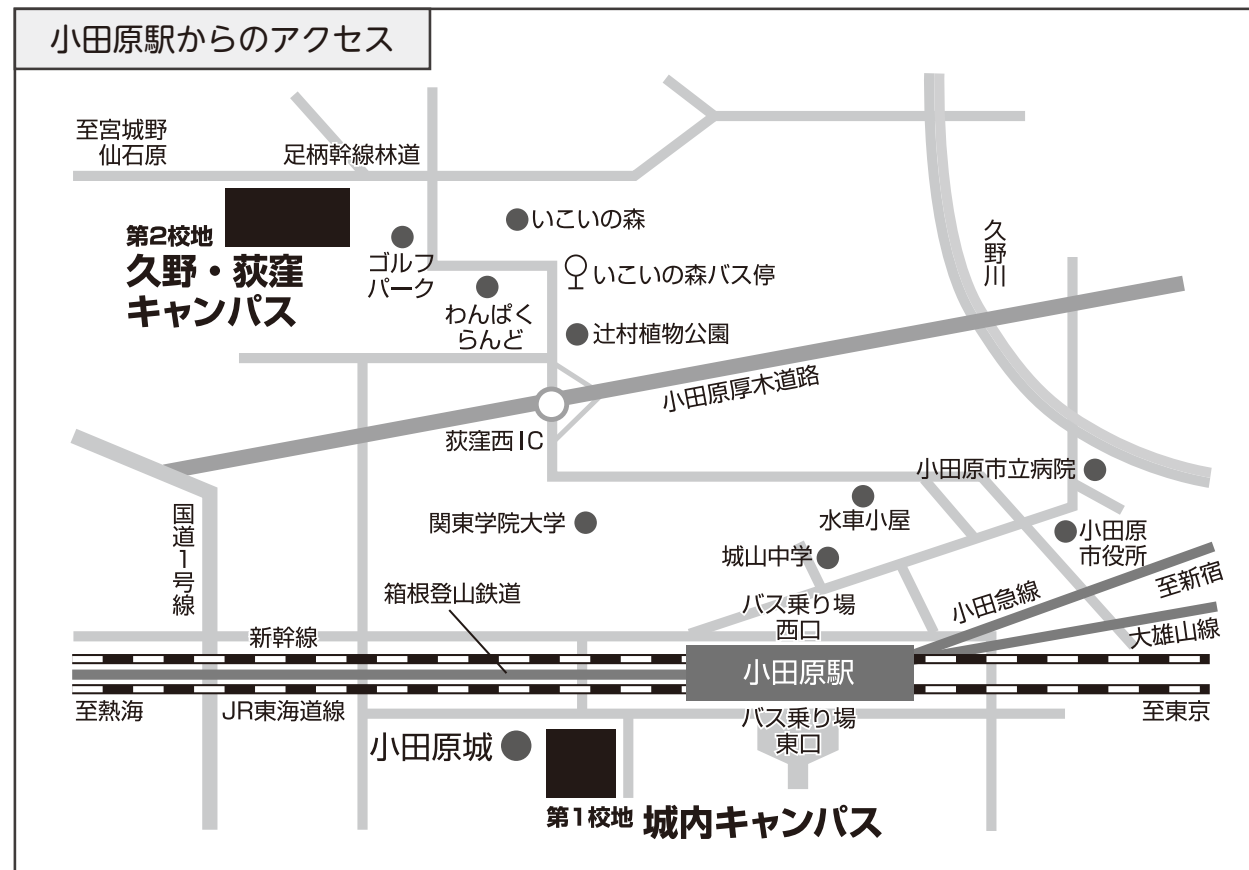 小田原駅からのアクセス
至宮城野
仙石原
足柄幹線林道
第2校地
久野・荻窪
キャンパス
ゴルフ
パーク
いこいの森
いこいの森バス停
わんぱく
らんど
辻村植物公園
久野川
小田原厚木道路
荻窪西IC
国道1号線
関東学院大学
小田原市立病院
水車小屋
城山中学
小田原
市役所
箱根登山鉄道
バス乗り場
西口
小田急線
至新宿
大雄山線
新幹線
小田原駅
至熱海
JR東海道線
バス乗り場
東口
至東京
小田原城
第1校地 城内キャンパス